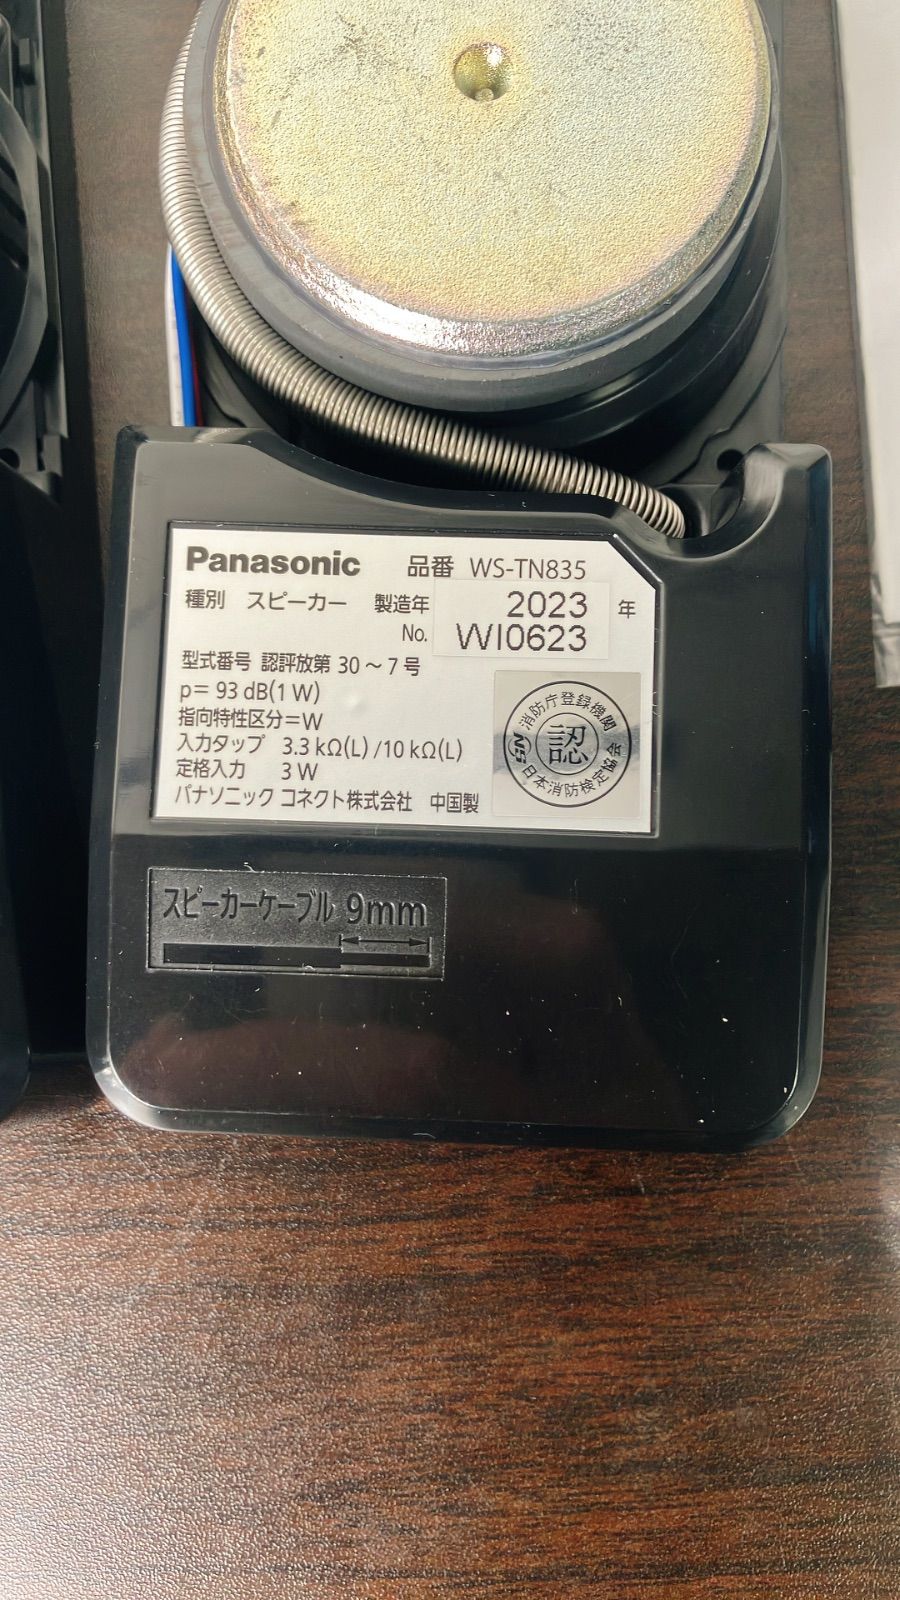 Panasonic 品番 WS-TN835
種別 スピーカー 製造年 2023 年
No. WI0623
型式番号 認評放第 30～7号
p= 93 dB(1 W)
指向特性区分=W
入力タップ 3.3 kΩ(L) /10 kΩ(L)
定格入力 3 W
パナソニック コネクト株式会社 中国製
消防庁登録機関
認
NS 日本消防検定協会
スピーカーケーブル 9mm